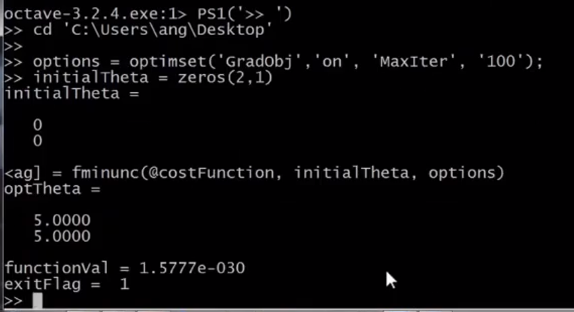 octave-3.2.4.exe:1> PS1('>> ')
>> cd 'C:\Users\ang\Desktop'
>>
>> options = optimset('GradObj','on', 'MaxIter', '100');
>> initialTheta = zeros(2,1)
initialTheta =
0
0
<ag] = fminunc(@costFunction, initialTheta, options)
optTheta =
5.0000
5.0000
functionVal = 1.5777e-030
exitFlag = 1
>>